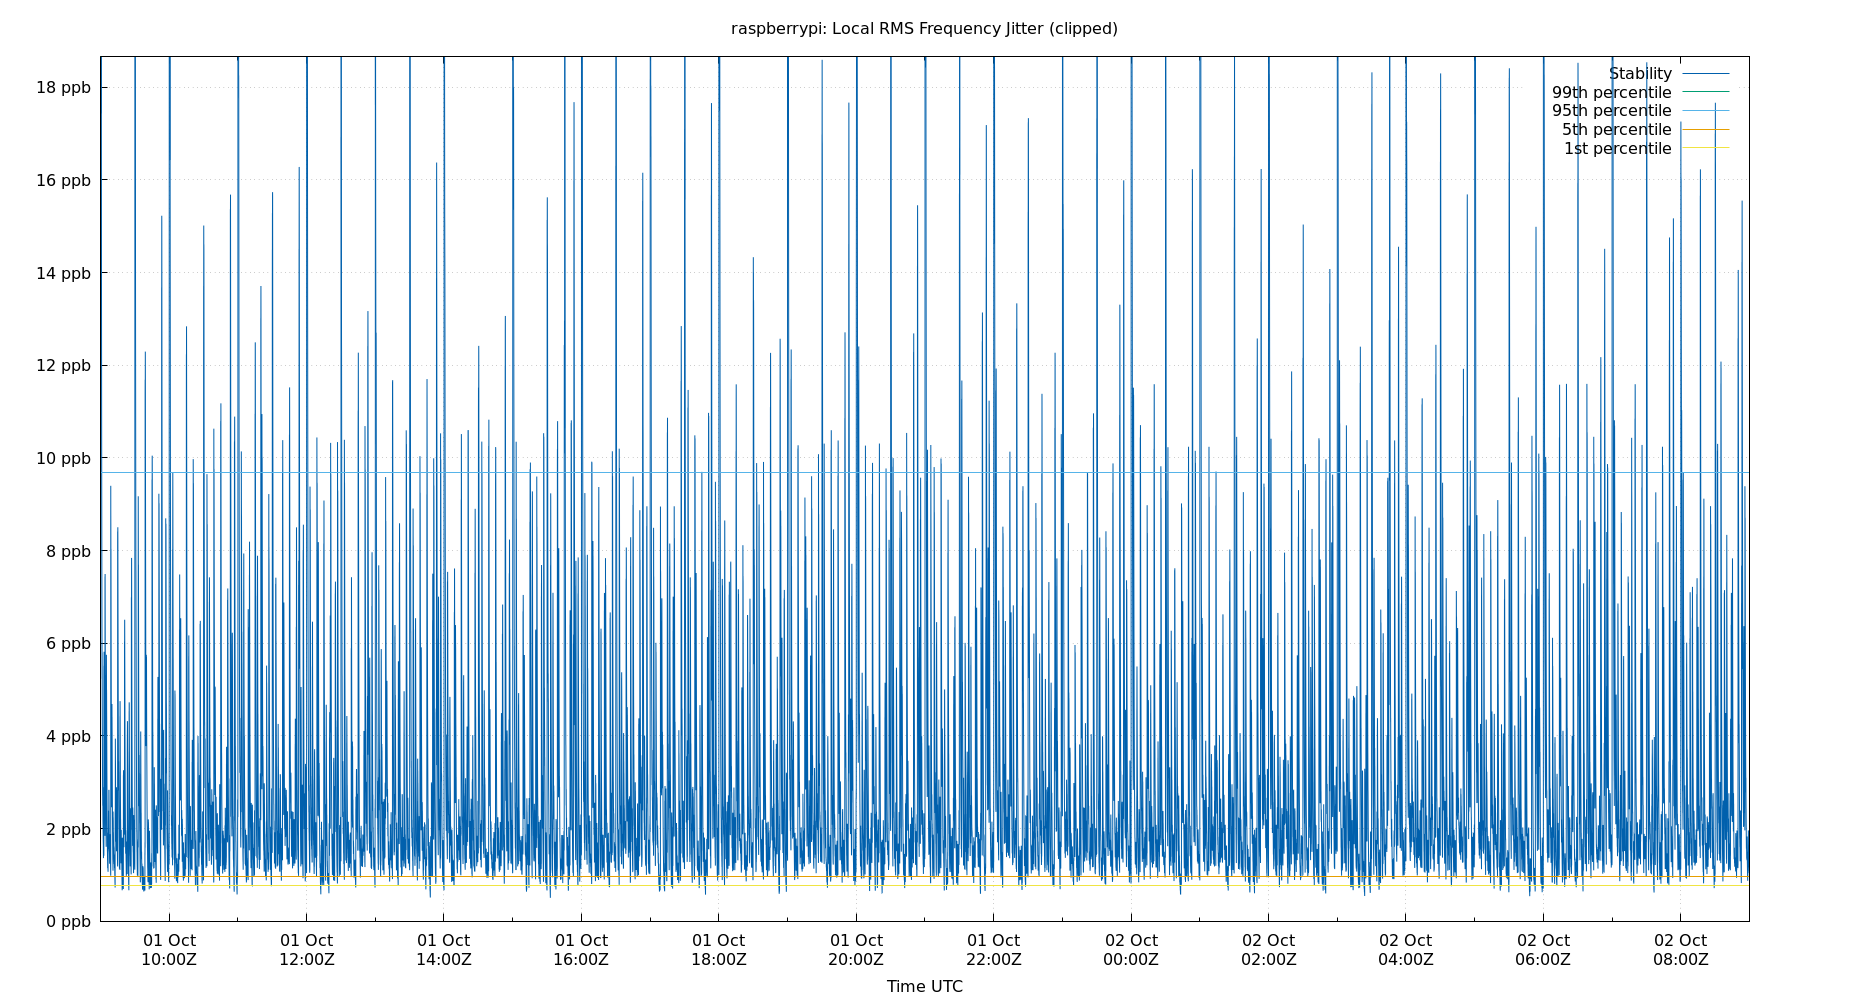 raspberrypi: Local RMS Frequency Jitter (clipped)
Stability
99th percentile
95th percentile
5th percentile
1st percentile
18 ppb
16 ppb
14 ppb
12 ppb
10 ppb
8 ppb
6 ppb
4 ppb
2 ppb
0 ppb
01 Oct 01 Oct 01 Oct 01 Oct 01 Oct 01 Oct 01 Oct 02 Oct 02 Oct 02 Oct 02 Oct 02 Oct
10:00Z 12:00Z 14:00Z 16:00Z 18:00Z 20:00Z 22:00Z 00:00Z 02:00Z 04:00Z 06:00Z 08:00Z
Time UTC